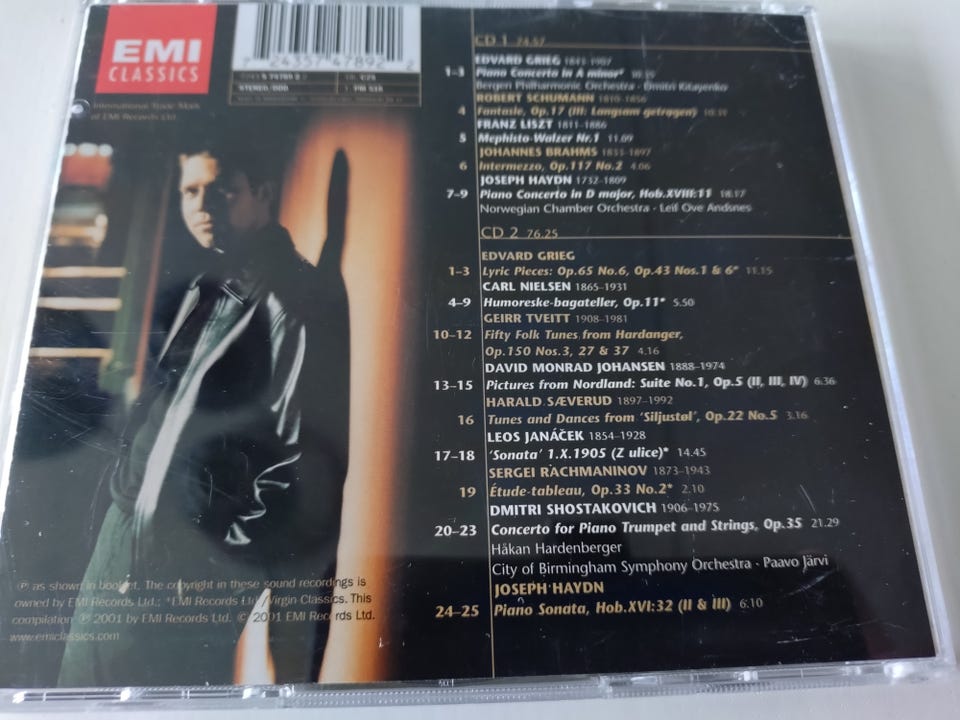 EMI
CLASSICS
International Trade Mark
of EMI Records Ltd.
7 24357 47892 2
STEREO/DDD
CD 1 74.57
EDVARD GRIEG 1843–1907
1–3 Piano Concerto in A minor*
Bergen Philharmonic Orchestra · Dmitri Kitayenko
ROBERT SCHUMANN 1810–1856
4 Fantasie, Op.17 (III: Langsam getragen)
FRANZ LISZT 1811–1886
5 Mephisto-Walzer Nr.1 11.09
JOHANNES BRAHMS 1833–1897
6 Intermezzo, Op.117 No.2 4.06
JOSEPH HAYDN 1732–1809
7–9 Piano Concerto in D major, Hob.XVIII:11 18.17
Norwegian Chamber Orchestra · Leif Ove Andsnes
CD 2 76.25
EDVARD GRIEG
1–3 Lyric Pieces: Op.65 No.6, Op.43 Nos.1 & 6* 11.15
CARL NIELSEN 1865–1931
4–9 Humoreske-bagateller, Op.11* 5.50
GEIRR TVEITT 1908–1981
10–12 Fifty Folk Tunes from Hardanger,
Op.150 Nos.3, 27 & 37 4.16
DAVID MONRAD JOHANSEN 1888–1974
13–15 Pictures from Nordland: Suite No.1, Op.5 (II, III, IV) 6.36
HARALD SÆVERUD 1897–1992
16 Tunes and Dances from 'Siljustøl', Op.22 No.5 3.16
LEOS JANÁČEK 1854–1928
17–18 'Sonata' 1.X.1905 (Z ulice)* 14.45
SERGEI RACHMANINOV 1873–1943
19 Étude-tableau, Op.33 No.2* 2.10
DMITRI SHOSTAKOVICH 1906–1975
20–23 Concerto for Piano Trumpet and Strings, Op.35 21.29
Håkan Hardenberger
City of Birmingham Symphony Orchestra · Paavo Järvi
JOSEPH HAYDN
24–25 Piano Sonata, Hob.XVI:32 (II & III) 6:10
℗ as shown in booklet. The copyright in these sound recordings is
owned by EMI Records Ltd.; *EMI Records Ltd./Virgin Classics. This
compilation ℗ 2001 by EMI Records Ltd. © 2001 EMI Records Ltd.
www.emiclassics.com